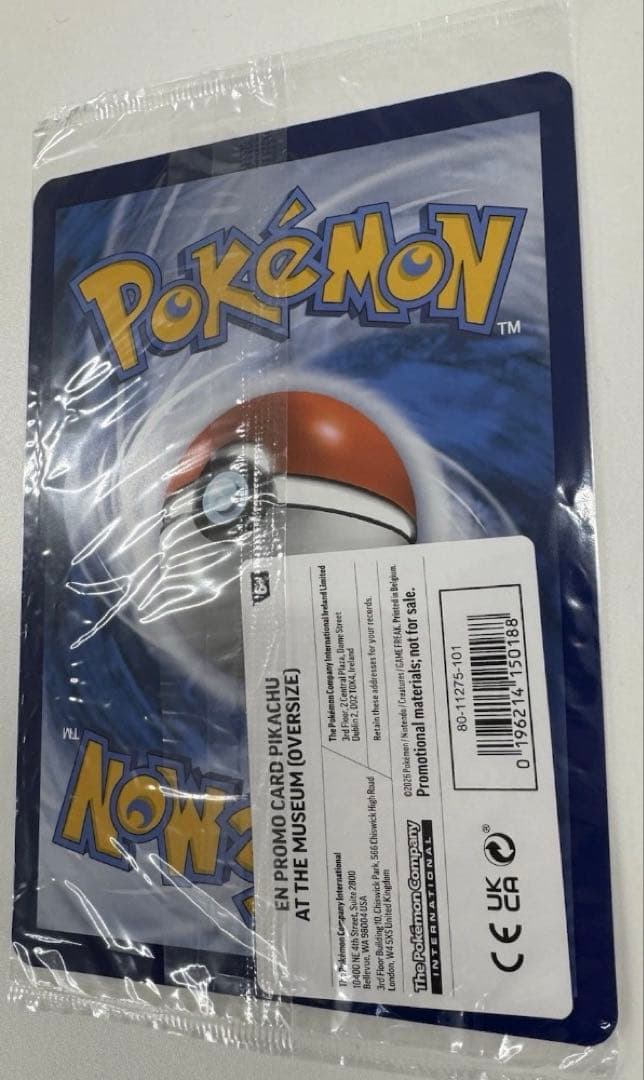 POKéMON
TM
POKéMON
TM
EN PROMO CARD PIKACHU
AT THE MUSEUM (OVERSIZE)
The Pokémon Company International
10400 NE 4th Street, Suite 2800
Bellevue, WA 98004 USA
3rd Floor Building 10, Chiswick Park, 566 Chiswick High Road
London, W4 5XS United Kingdom
The Pokémon Company International Ireland Limited
3rd Floor, 2 Central Plaza, Dame Street
Dublin 2, D02 T0X4, Ireland
Retain these addresses for your records.
The Pokémon Company
INTERNATIONAL
©2026 Pokémon / Nintendo / Creatures / GAME FREAK. Printed in Belgium.
Promotional materials; not for sale.
CE UK
CA
®
80-11275-101
0 196214 150188